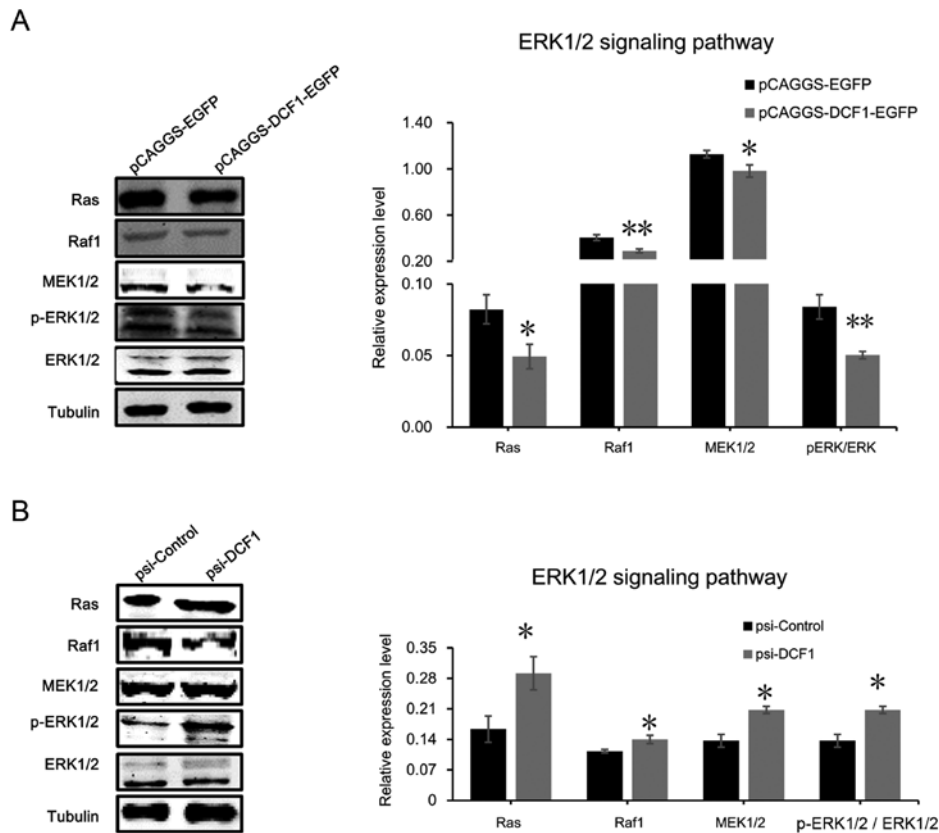 A
pCAGGS-EGFP
pCAGGS-DCF1-EGFP
Ras
Raf1
MEK1/2
p-ERK1/2
ERK1/2
Tubulin
ERK1/2 signaling pathway
pCAGGS-EGFP
pCAGGS-DCF1-EGFP
Relative expression level
1.40
1.00
0.60
0.20
0.10
0.05
0.00
*
**
*
**
Ras
Raf1
MEK1/2
pERK/ERK
B
psi-Control
psi-DCF1
Ras
Raf1
MEK1/2
p-ERK1/2
ERK1/2
Tubulin
ERK1/2 signaling pathway
psi-Control
psi-DCF1
Relative expression level
0.35
0.28
0.21
0.14
0.07
0
*
*
*
*
Ras
Raf1
MEK1/2
p-ERK1/2 / ERK1/2